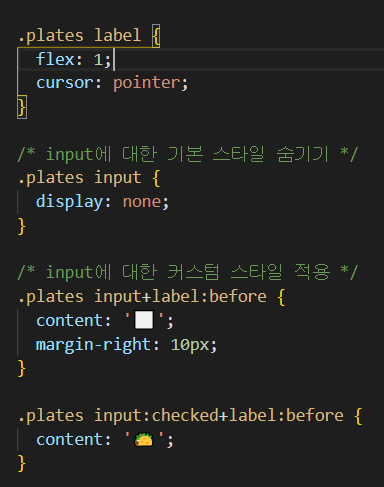 .plates label {
  flex: 1;
  cursor: pointer;
}

/* input에 대한 기본 스타일 숨기기 */
.plates input {
  display: none;
}

/* input에 대한 커스텀 스타일 적용 */
.plates input+label:before {
  content: '⬜️';
  margin-right: 10px;
}

.plates input:checked+label:before {
  content: '🌮';
}